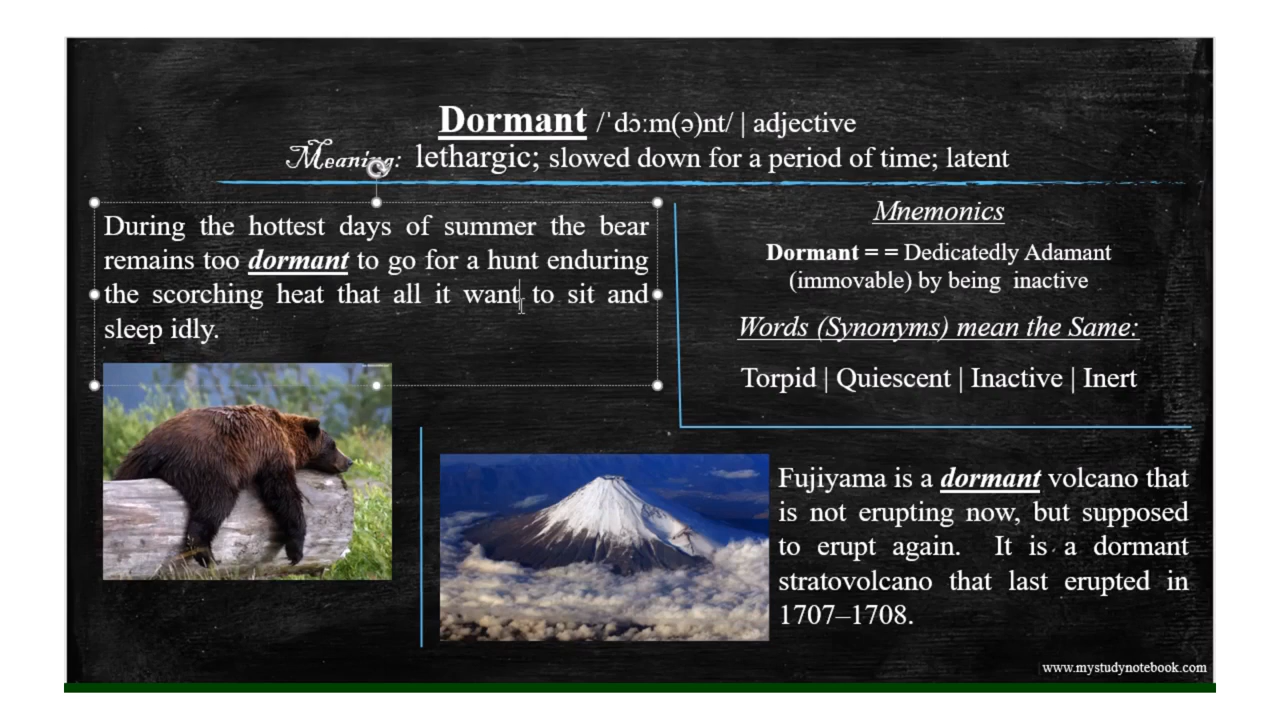 Dormant /ˈdɔːm(ə)nt/ | adjective
Meaning: lethargic; slowed down for a period of time; latent
During the hottest days of summer the bear
remains too dormant to go for a hunt enduring
the scorching heat that all it want to sit and
sleep idly.
Mnemonics
Dormant = = Dedicatedly Adamant
(immovable) by being inactive
Words (Synonyms) mean the Same:
Torpid | Quiescent | Inactive | Inert
Fujiyama is a dormant volcano that
is not erupting now, but supposed
to erupt again. It is a dormant
stratovolcano that last erupted in
1707–1708.
www.mystudynotebook.com